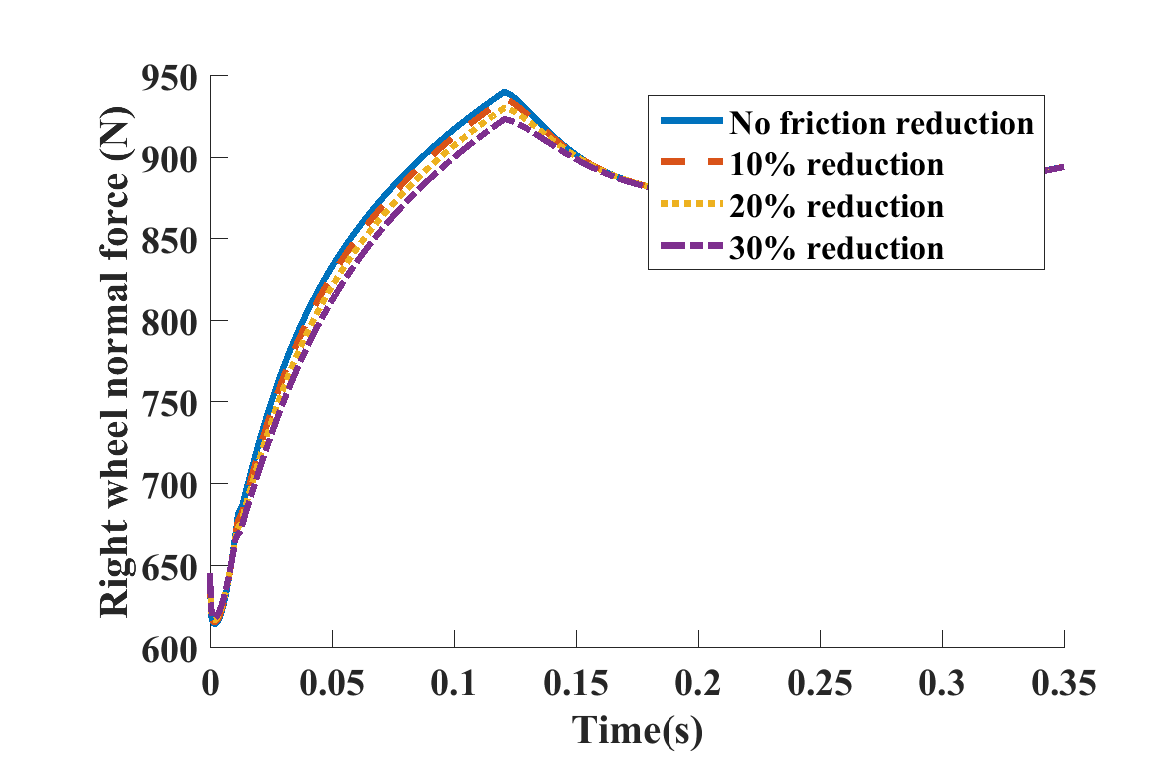 Right wheel normal force (N)
950
900
850
800
750
700
650
600
No friction reduction
10% reduction
20% reduction
30% reduction
0 0.05 0.1 0.15 0.2 0.25 0.3 0.35
Time(s)